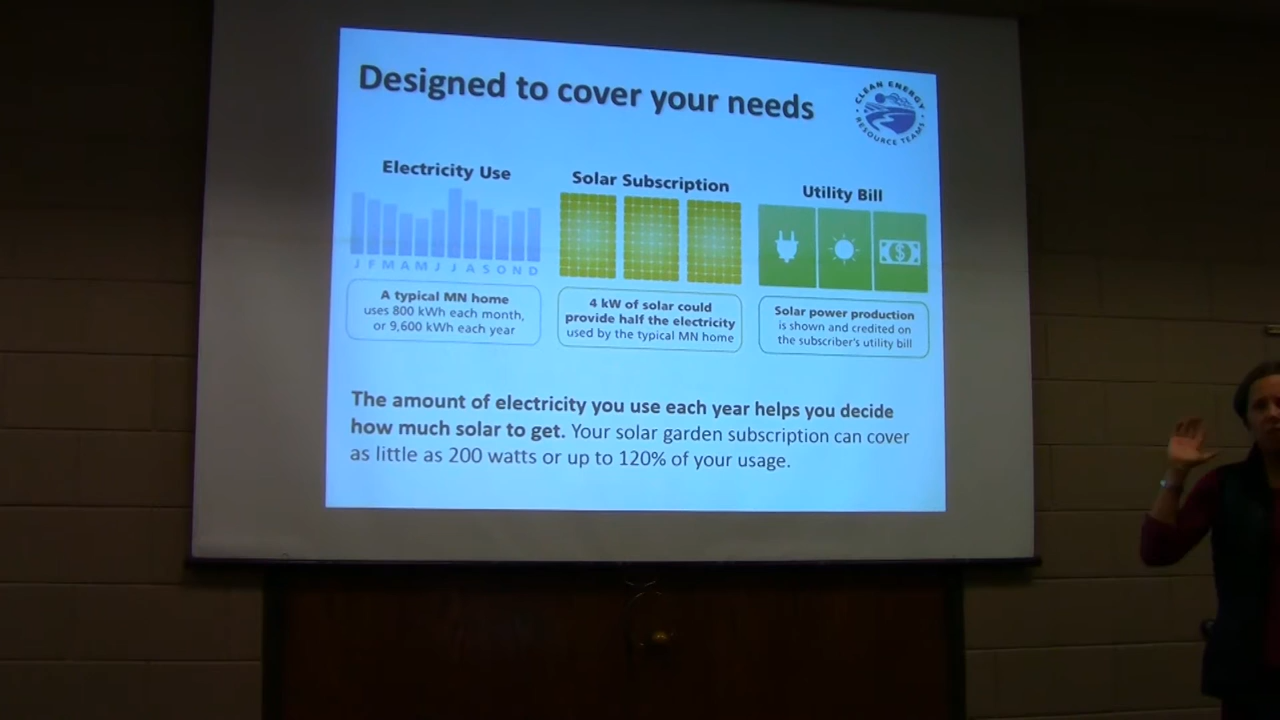 Designed to cover your needs
CLEAN ENERGY
RESOURCE TEAMS
Electricity Use
J F M A M J J A S O N D
A typical MN home
uses 800 kWh each month,
or 9,600 kWh each year
Solar Subscription
4 kW of solar could
provide half the electricity
used by the typical MN home
Utility Bill
$
Solar power production
is shown and credited on
the subscriber's utility bill
The amount of electricity you use each year helps you decide
how much solar to get. Your solar garden subscription can cover
as little as 200 watts or up to 120% of your usage.